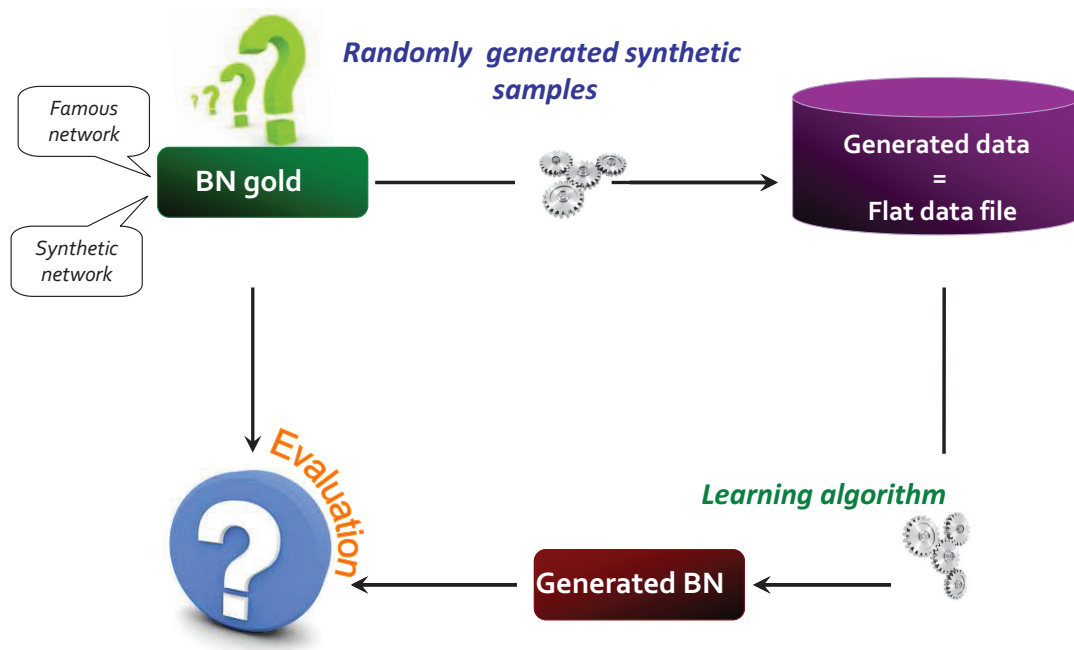 Randomly generated synthetic
samples
Famous
network
BN gold
Synthetic
network
Generated data
=
Flat data file
Evaluation
Learning algorithm
Generated BN